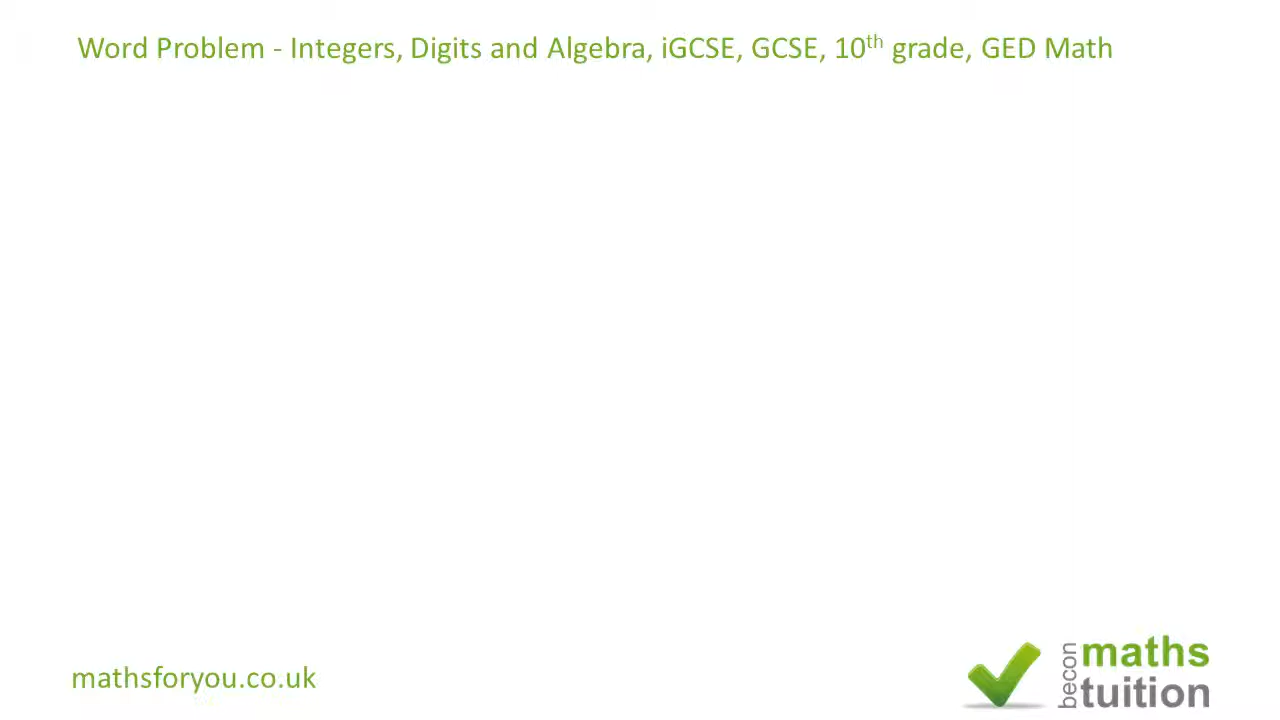 Word Problem - Integers, Digits and Algebra, iGCSE, GCSE, 10th grade, GED Math
mathsforyou.co.uk
becon
maths
tuition